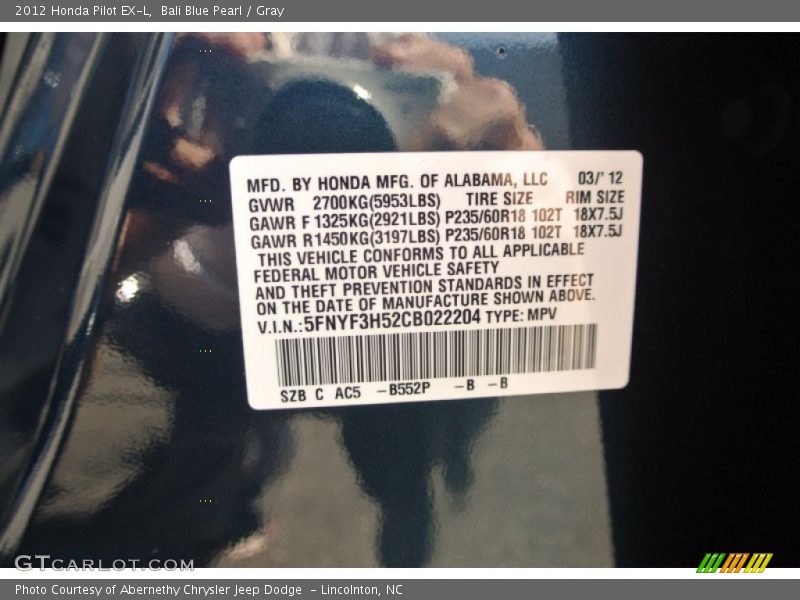 2012 Honda Pilot EX-L, Bali Blue Pearl / Gray
MFD. BY HONDA MFG. OF ALABAMA, LLC 03/'12
GVWR 2700KG(5953LBS) TIRE SIZE RIM SIZE
GAWR F 1325KG(2921LBS) P235/60R18 102T 18X7.5J
GAWR R1450KG(3197LBS) P235/60R18 102T 18X7.5J
THIS VEHICLE CONFORMS TO ALL APPLICABLE
FEDERAL MOTOR VEHICLE SAFETY
AND THEFT PREVENTION STANDARDS IN EFFECT
ON THE DATE OF MANUFACTURE SHOWN ABOVE.
V.I.N.:5FNYF3H52CB022204 TYPE: MPV
SZB C AC5 -B552P -B -B
GTcarlot.com
Photo Courtesy of Abernethy Chrysler Jeep Dodge - Lincolnton, NC